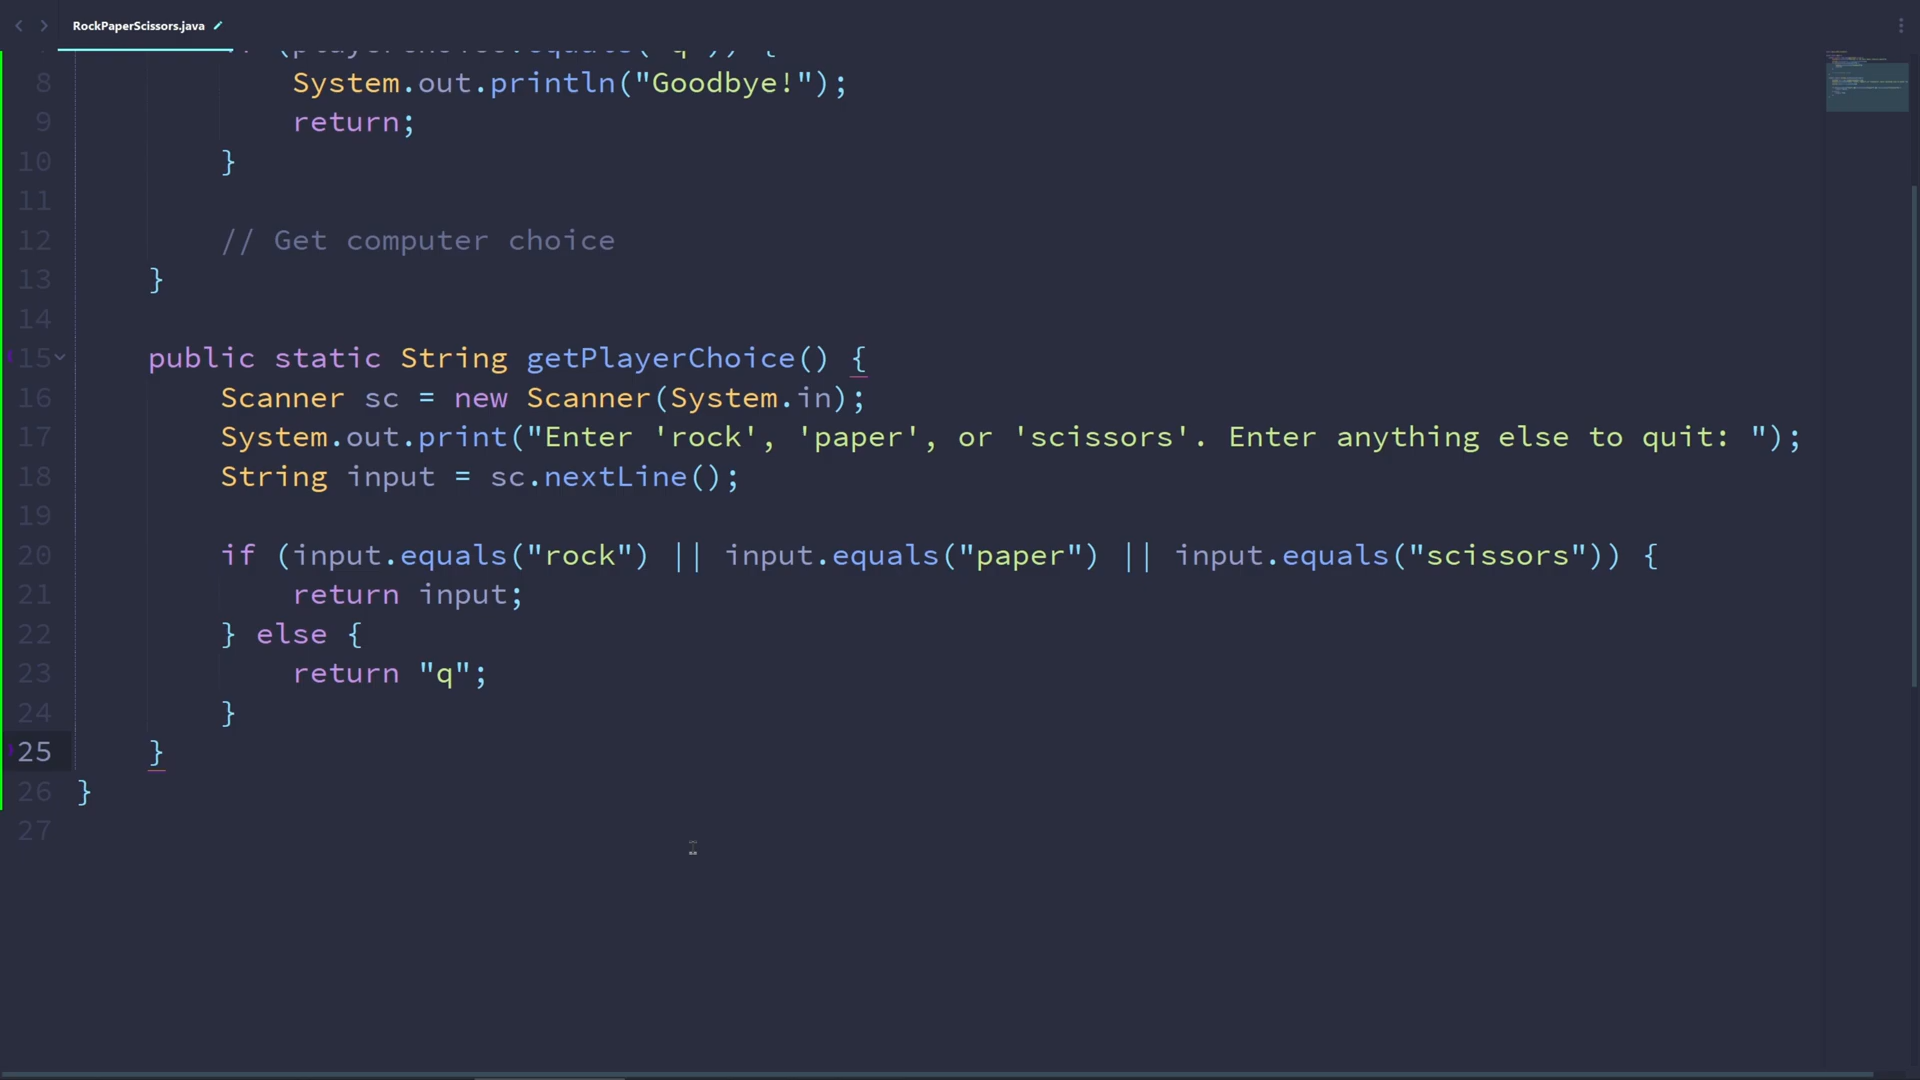 RockPaperScissors.java
8 System.out.println("Goodbye!");
9 return;
10 }
11
12 // Get computer choice
13 }
14
15 public static String getPlayerChoice() {
16 Scanner sc = new Scanner(System.in);
17 System.out.print("Enter 'rock', 'paper', or 'scissors'. Enter anything else to quit: ");
18 String input = sc.nextLine();
19
20 if (input.equals("rock") || input.equals("paper") || input.equals("scissors")) {
21 return input;
22 } else {
23 return "q";
24 }
25 }
26 }
27